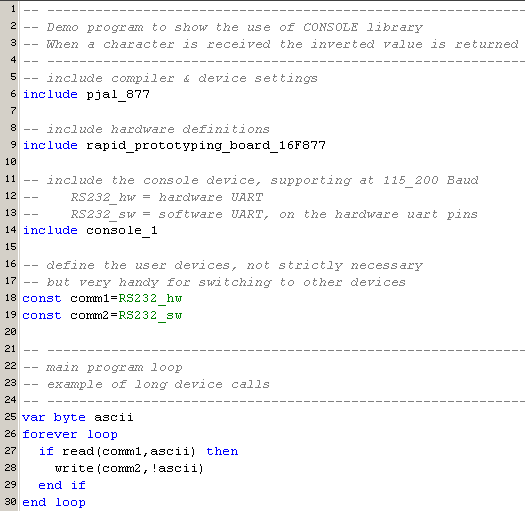 1 -- -- ------------------------------------------------------
2 -- Demo program to show the use of CONSOLE library
3 -- When a character is received the inverted value is returned
4 -- -- ------------------------------------------------------
5 -- include compiler & device settings
6 include pjal_877
7
8 -- include hardware definitions
9 include rapid_prototyping_board_16F877
10
11 -- include the console device, supporting at 115_200 Baud
12 --    RS232_hw = hardware UART
13 --    RS232_sw = software UART, on the hardware uart pins
14 include console_1
15
16 -- define the user devices, not strictly necessary
17 -- but very handy for switching to other devices
18 const comm1=RS232_hw
19 const comm2=RS232_sw
20
21 -- -- ------------------------------------------------------
22 -- main program loop
23 -- example of long device calls
24 -- -- ------------------------------------------------------
25 var byte ascii
26 forever loop
27   if read(comm1,ascii) then
28     write(comm2,!ascii)
29   end if
30 end loop